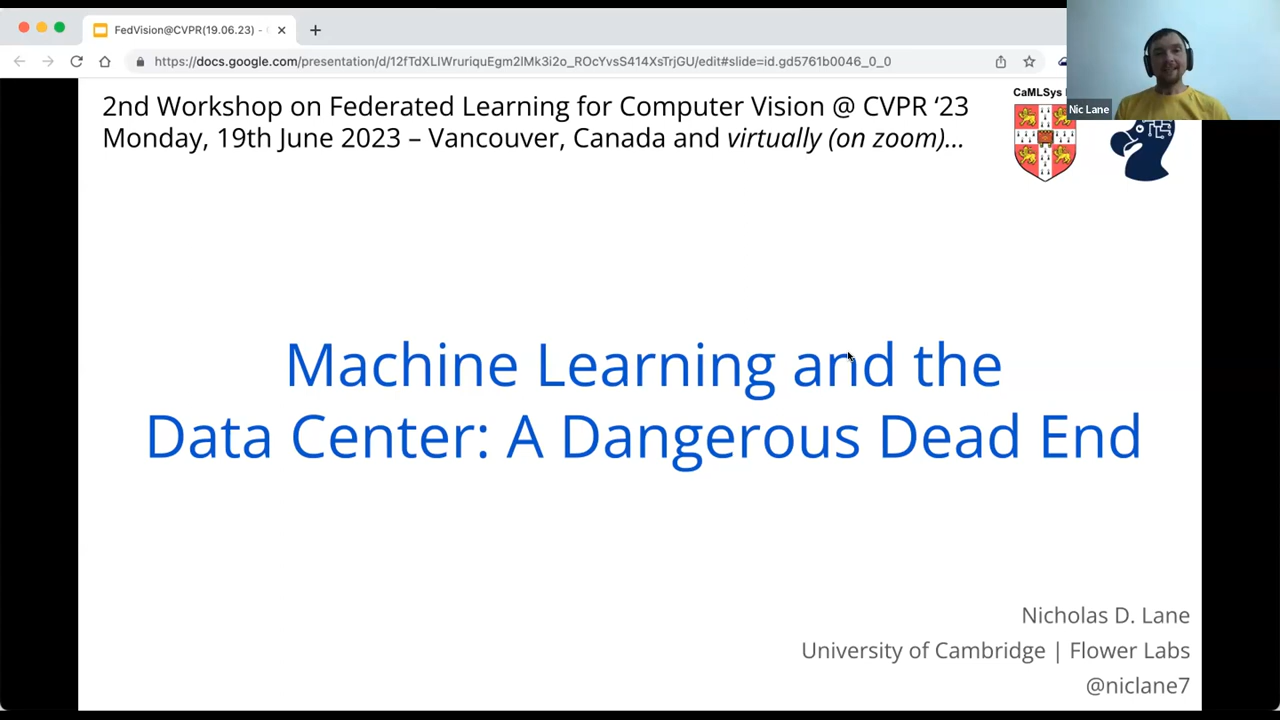 FedVision@CVPR(19.06.23) -
https://docs.google.com/presentation/d/12fTdXLIWruriquEgm2lMk3i2o_ROcYvsS414XsTrjGU/edit#slide=id.gd5761b0046_0_0
2nd Workshop on Federated Learning for Computer Vision @ CVPR ‘23
Monday, 19th June 2023 – Vancouver, Canada and virtually (on zoom)...
CaMLSys
Nic Lane
Machine Learning and the
Data Center: A Dangerous Dead End
Nicholas D. Lane
University of Cambridge | Flower Labs
@niclane7